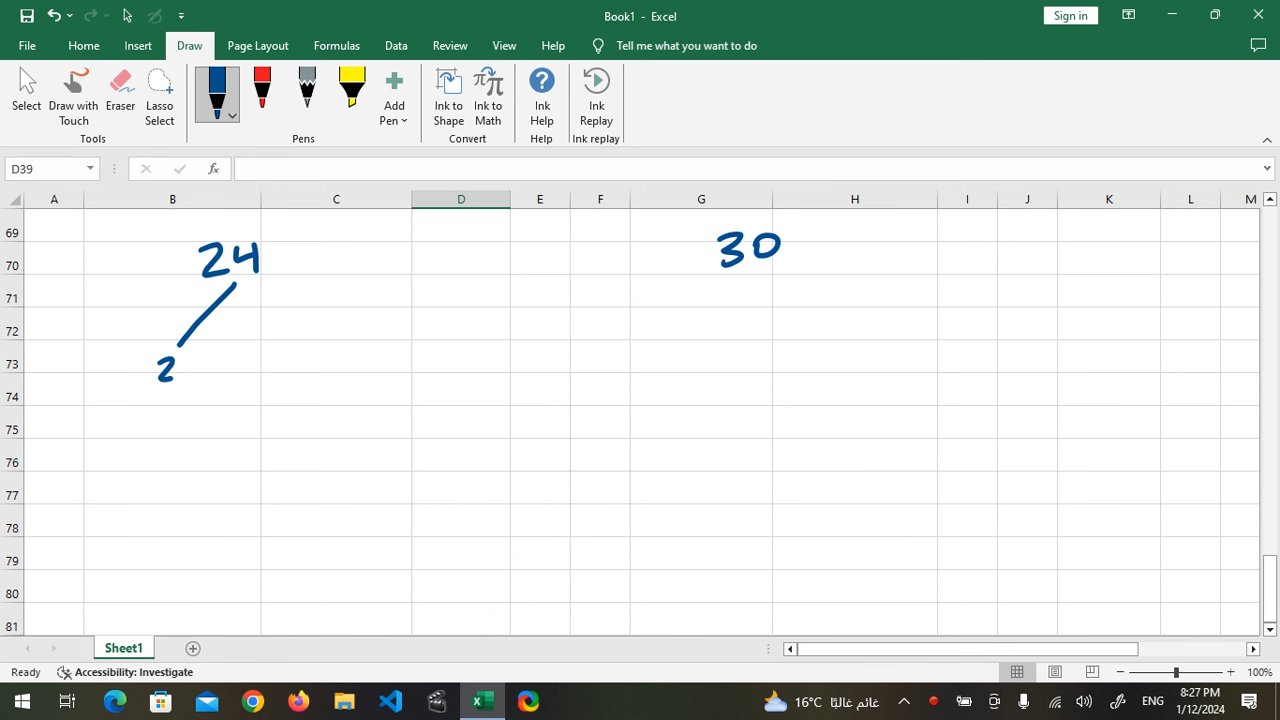 Book1 - Excel
Sign in
File Home Insert Draw Page Layout Formulas Data Review View Help Tell me what you want to do
Select Draw with Touch Eraser Lasso Select Add Pen Ink to Shape Ink to Math Ink Help Ink Replay
Tools Pens Convert Ink Help Ink replay
D39 fx
A B C D E F G H I J K L M
69
24 30
70
71
72
2
73
74
75
76
77
78
79
80
81
Sheet1
Ready Accessibility: Investigate 100%
16°C غائم غالبًا ENG 8:27 PM
1/12/2024